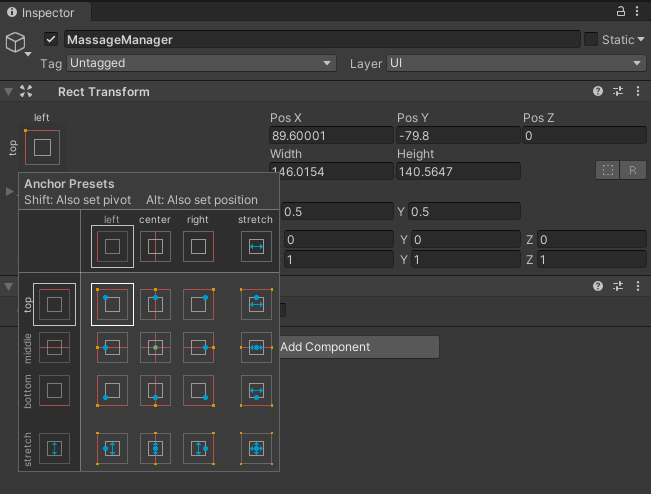 Inspector
MassageManager
Static
Tag Untagged Layer UI
Rect Transform
left
top
Pos X Pos Y Pos Z
89.60001 -79.8 0
Width Height
146.0154 140.5647
R
Anchor Presets
Shift: Also set pivot Alt: Also set position
0.5 Y 0.5
0 Y 0 Z 0
1 Y 1 Z 1
left center right stretch
top
middle
bottom
stretch
Add Component